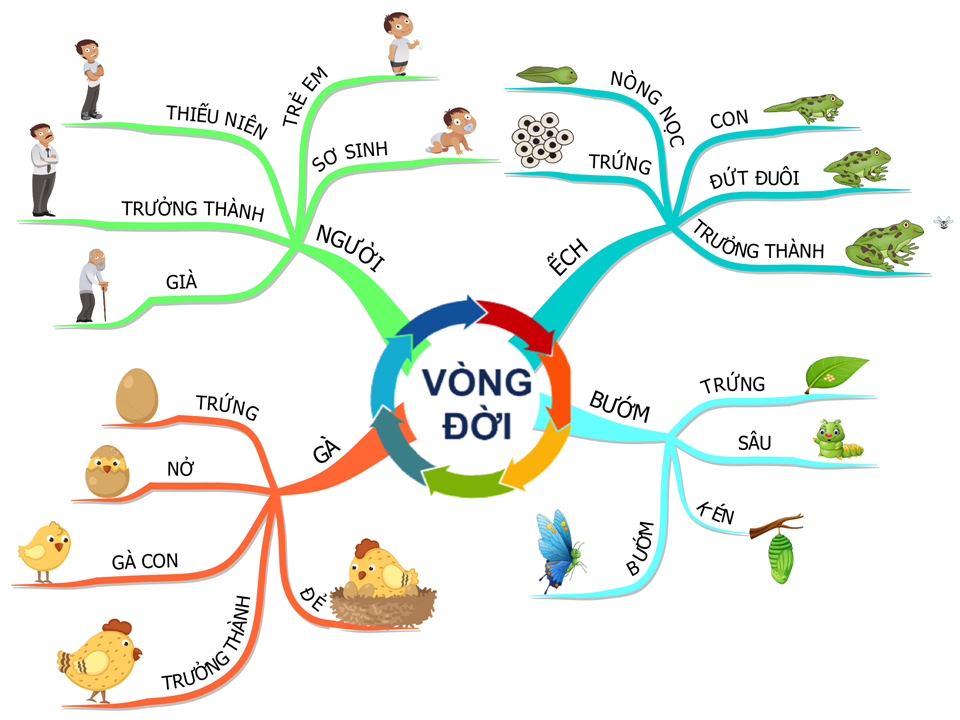 VÒNG
ĐỜI
NGƯỜI
SƠ SINH
TRẺ EM
THIẾU NIÊN
TRƯỞNG THÀNH
GIÀ
ẾCH
TRỨNG
NÒNG NỌC
CON
ĐỨT ĐUÔI
TRƯỞNG THÀNH
BƯỚM
TRỨNG
SÂU
KÉN
BƯỚM
GÀ
TRỨNG
NỞ
GÀ CON
TRƯỞNG THÀNH
ĐẺ